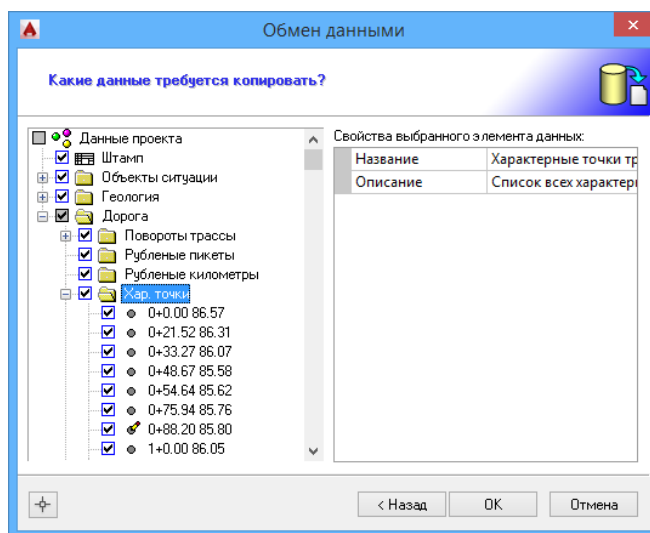 Обмен данными
Какие данные требуется копировать?
Данные проекта
Штамп
Объекты ситуации
Геология
Дорога
Повороты трассы
Рубленые пикеты
Рубленые километры
Хар. точки
0+0.00 86.57
0+21.52 86.31
0+33.27 86.07
0+48.67 85.58
0+54.64 85.62
0+75.94 85.76
0+88.20 85.80
1+0.00 86.05
Свойства выбранного элемента данных:
Название Характерные точки тр
Описание Список всех характерн
< Назад OK Отмена